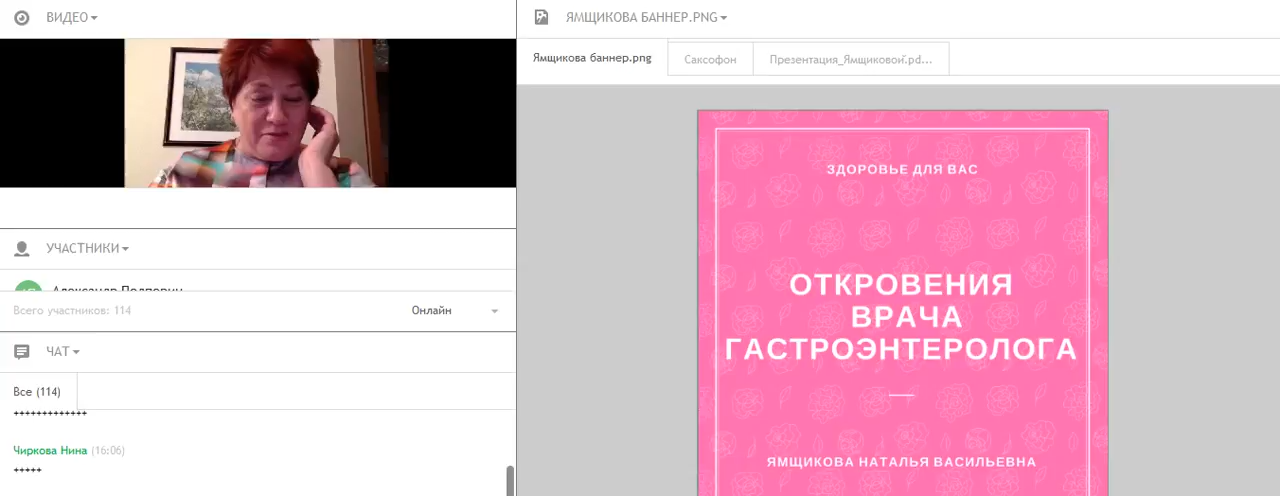 ВИДЕО
УЧАСТНИКИ
Всего участников: 114
Онлайн
ЧАТ
Все (114)
*************
Чиркова Нина (16:06)
*****
ЯМЩИКОВА БАННЕР.PNG
Ямщикова баннер.png
Саксофон
Презентация_Ямщиковой.pd...
ЗДОРОВЬЕ ДЛЯ ВАС
ОТКРОВЕНИЯ
ВРАЧА
ГАСТРОЭНТЕРОЛОГА
ЯМЩИКОВА НАТАЛЬЯ ВАСИЛЬЕВНА